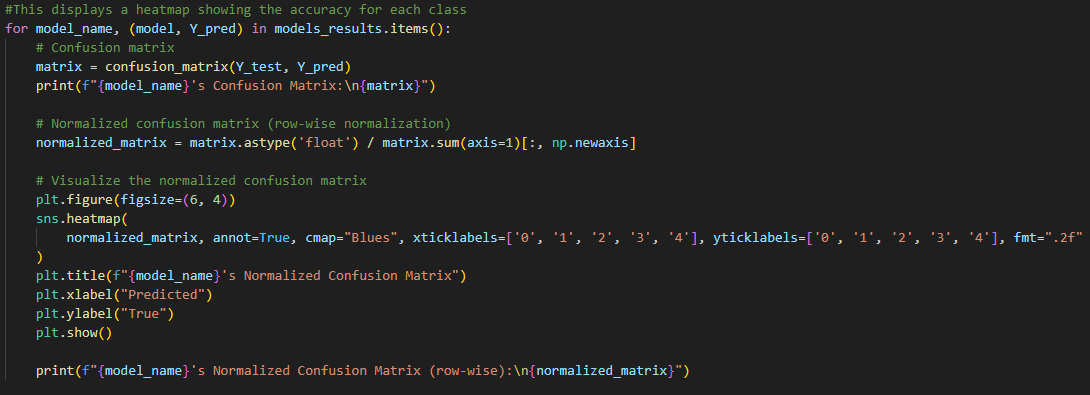 #This displays a heatmap showing the accuracy for each class
for model_name, (model, Y_pred) in models_results.items():
    # Confusion matrix
    matrix = confusion_matrix(Y_test, Y_pred)
    print(f"{model_name}'s Confusion Matrix:\n{matrix}")

    # Normalized confusion matrix (row-wise normalization)
    normalized_matrix = matrix.astype('float') / matrix.sum(axis=1)[:, np.newaxis]

    # Visualize the normalized confusion matrix
    plt.figure(figsize=(6, 4))
    sns.heatmap(
        normalized_matrix, annot=True, cmap="Blues", xticklabels=['0', '1', '2', '3', '4'], yticklabels=['0', '1', '2', '3', '4'], fmt=".2f"
    )
    plt.title(f"{model_name}'s Normalized Confusion Matrix")
    plt.xlabel("Predicted")
    plt.ylabel("True")
    plt.show()

    print(f"{model_name}'s Normalized Confusion Matrix (row-wise):\n{normalized_matrix}")